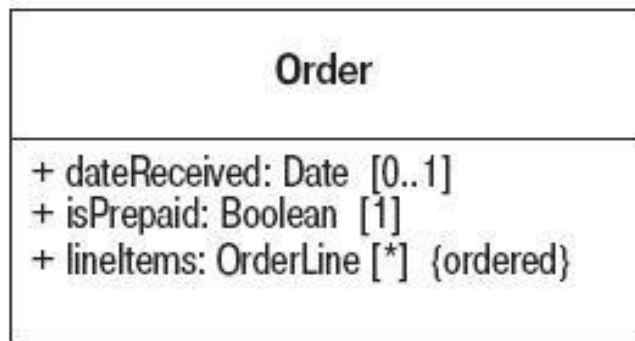 Order
+ dateReceived: Date [0..1]
+ isPrepaid: Boolean [1]
+ lineItems: OrderLine [*] {ordered}